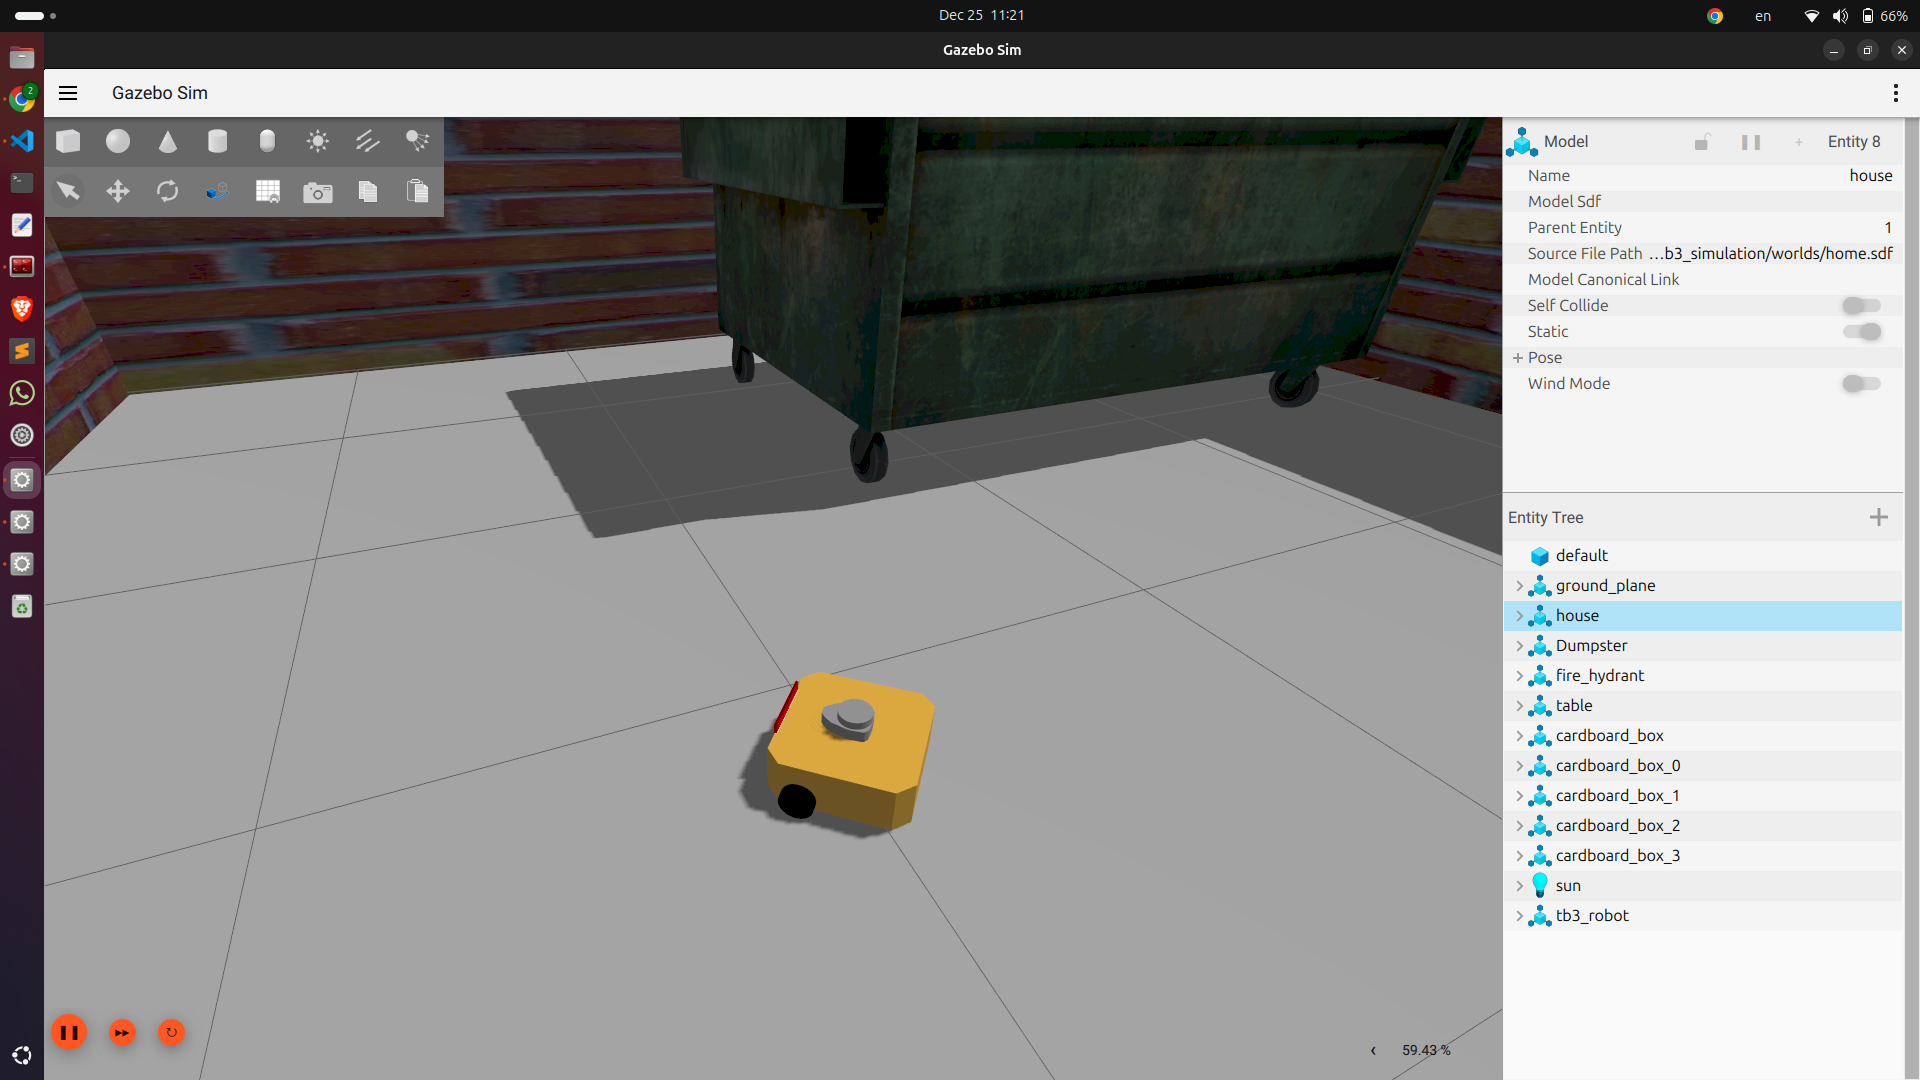 Dec 25 11:21
en
66%
Gazebo Sim
2
Gazebo Sim
Model
Entity 8
Name
house
Model Sdf
Parent Entity
1
Source File Path
...b3_simulation/worlds/home.sdf
Model Canonical Link
Self Collide
Static
Pose
Wind Mode
Entity Tree
default
ground_plane
house
Dumpster
fire_hydrant
table
cardboard_box
cardboard_box_0
cardboard_box_1
cardboard_box_2
cardboard_box_3
sun
tb3_robot
59.43 %